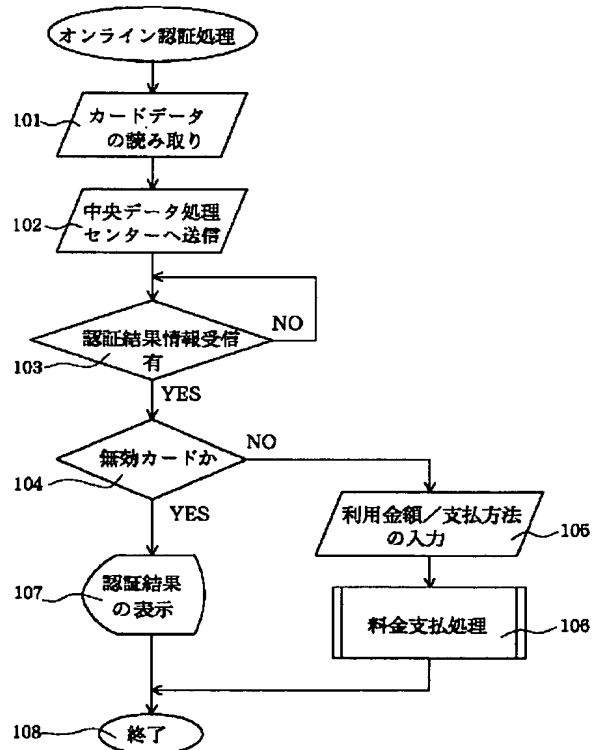 オンライン認証処理
101
カードデータ
の読み取り
102
中央データ処理
センターへ送信
103
認証結果情報受信
有
NO
YES
104
無効カードか
NO
YES
利用金額／支払方法
の入力
105
107
認証結果
の表示
料金支払処理
106
108
終了